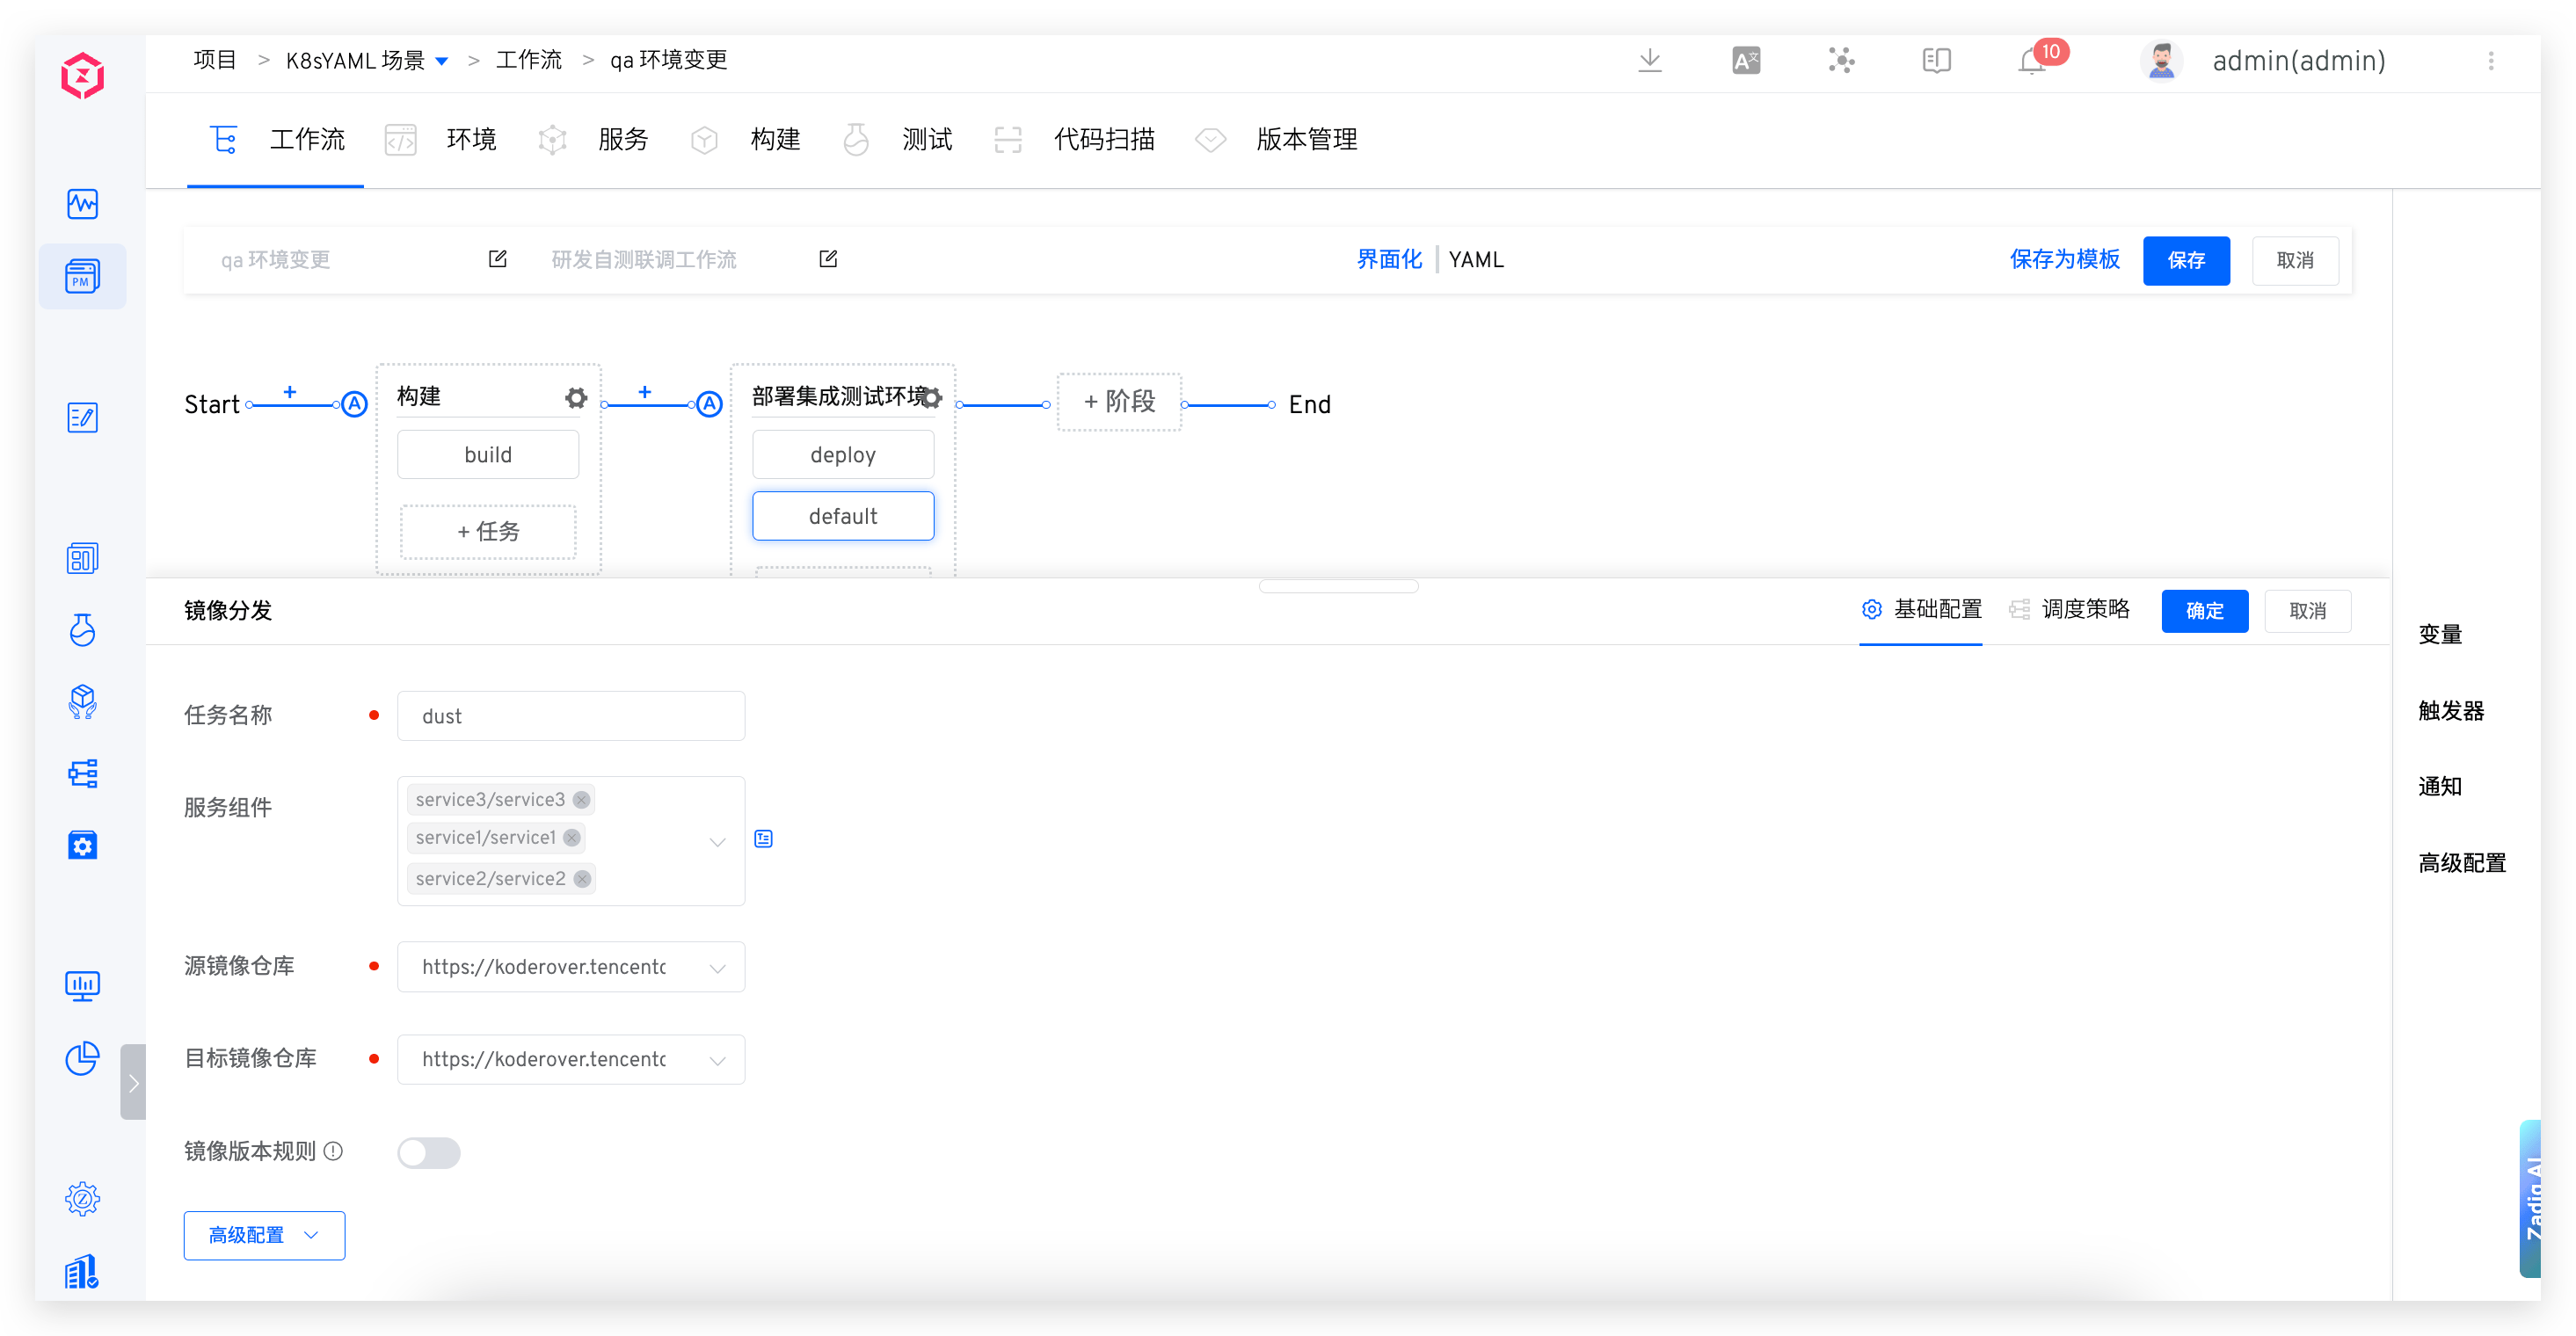 项目 > K8sYAML 场景 > 工作流 > qa 环境变更
10
admin(admin)
工作流 环境 服务 构建 测试 代码扫描 版本管理
PM
qa 环境变更 研发自测联调工作流 界面化 YAML 保存为模板 保存 取消
Start + A 构建 + A 部署集成测试环境 + 阶段 End
build deploy
default
+ 任务
镜像分发 基础配置 调度策略 确定 取消
变量
触发器
通知
高级配置
任务名称 dust
服务组件
service3/service3
service1/service1
service2/service2
源镜像仓库 https://koderover.tencentc
目标镜像仓库 https://koderover.tencentc
镜像版本规则
高级配置
Zadig AI